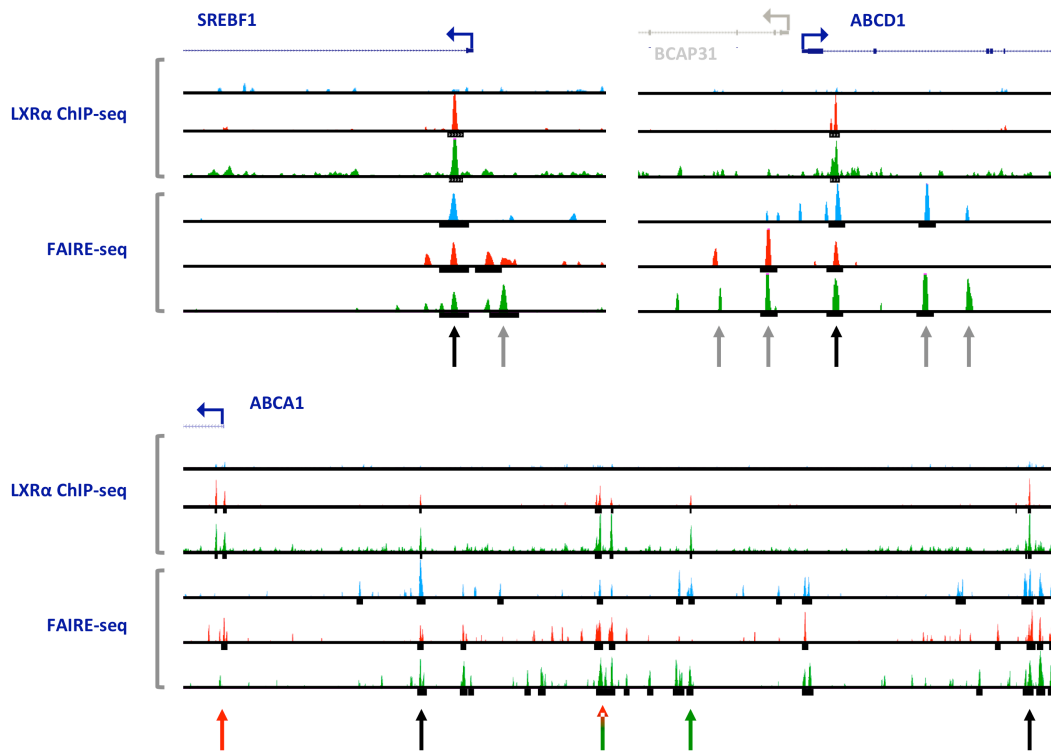 SREBF1
ABCD1
BCAP31
LXRα ChIP-seq
FAIRE-seq
ABCA1
LXRα ChIP-seq
FAIRE-seq